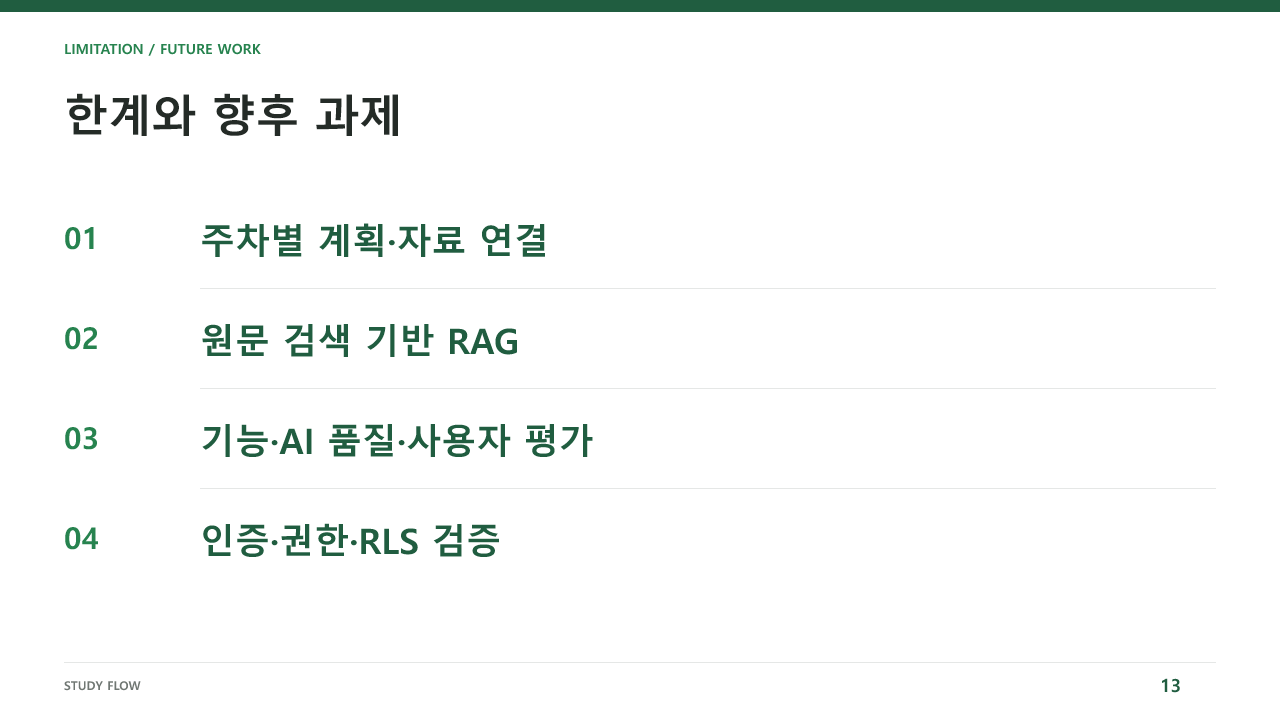 LIMITATION / FUTURE WORK
한계와 향후 과제
01 주차별 계획·자료 연결
02 원문 검색 기반 RAG
03 기능·AI 품질·사용자 평가
04 인증·권한·RLS 검증
STUDY FLOW 13